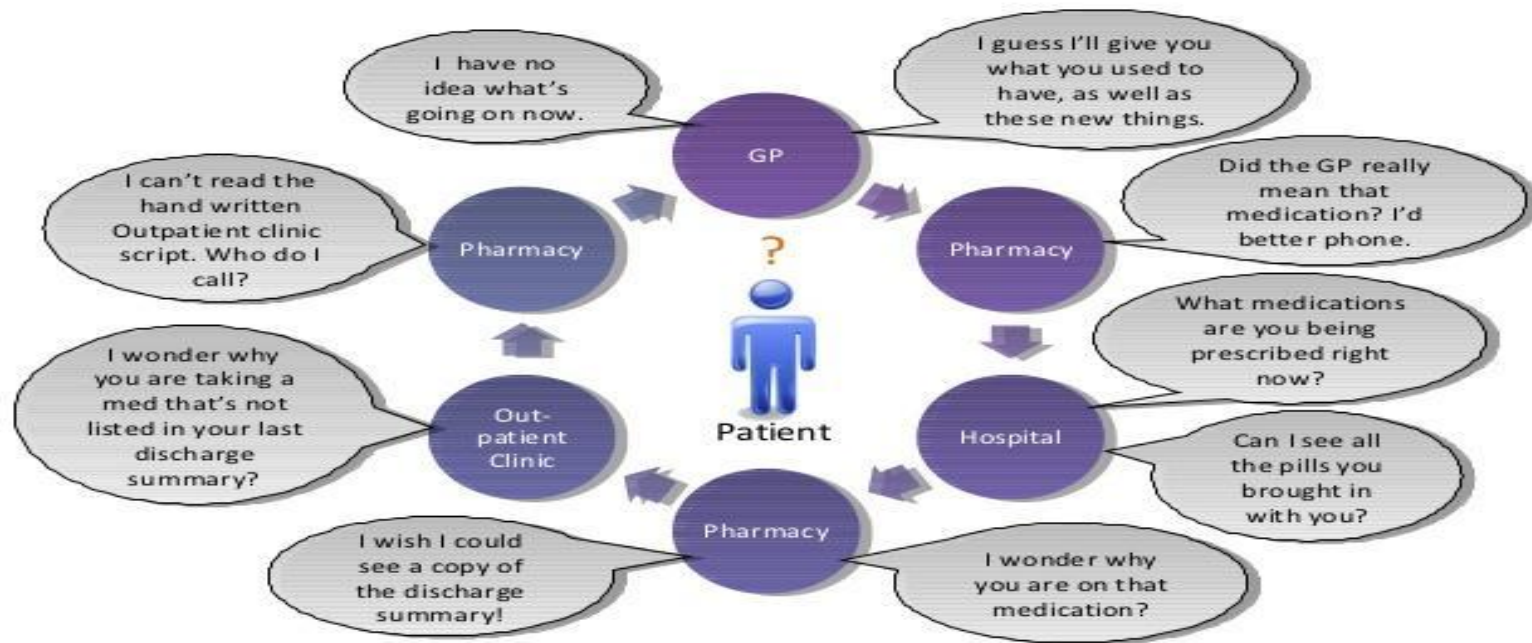 I have no
idea what's
going on now.
I guess I'll give you
what you used to
have, as well as
these new things.
GP
I can't read the
hand written
Outpatient clinic
script. Who do I
call?
Pharmacy
?
Pharmacy
Did the GP really
mean that
medication? I'd
better phone.
What medications
are you being
prescribed right
now?
I wonder why
you are taking a
med that's not
listed in your last
discharge
summary?
Out-
patient
Clinic
Patient
Hospital
Can I see all
the pills you
brought in
with you?
Pharmacy
I wish I could
see a copy of
the discharge
summary!
I wonder why
you are on that
medication?